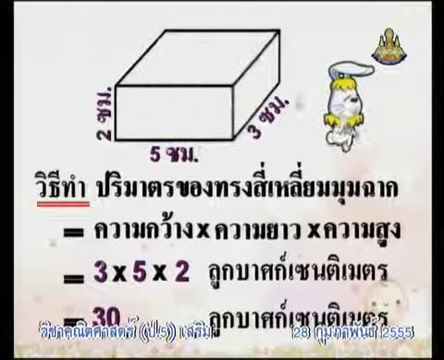 2 ซม.
3 ซม.
5 ซม.
วิธีทำ ปริมาตรของทรงสี่เหลี่ยมมุมฉาก
= ความกว้าง x ความยาว x ความสูง
= 3 x 5 x 2 ลูกบาศก์เซนติเมตร
= 30 ลูกบาศก์เซนติเมตร
วิชาคณิตศาสตร์ (ป.5) เสริม 28 กุมภาพันธ์ 2555